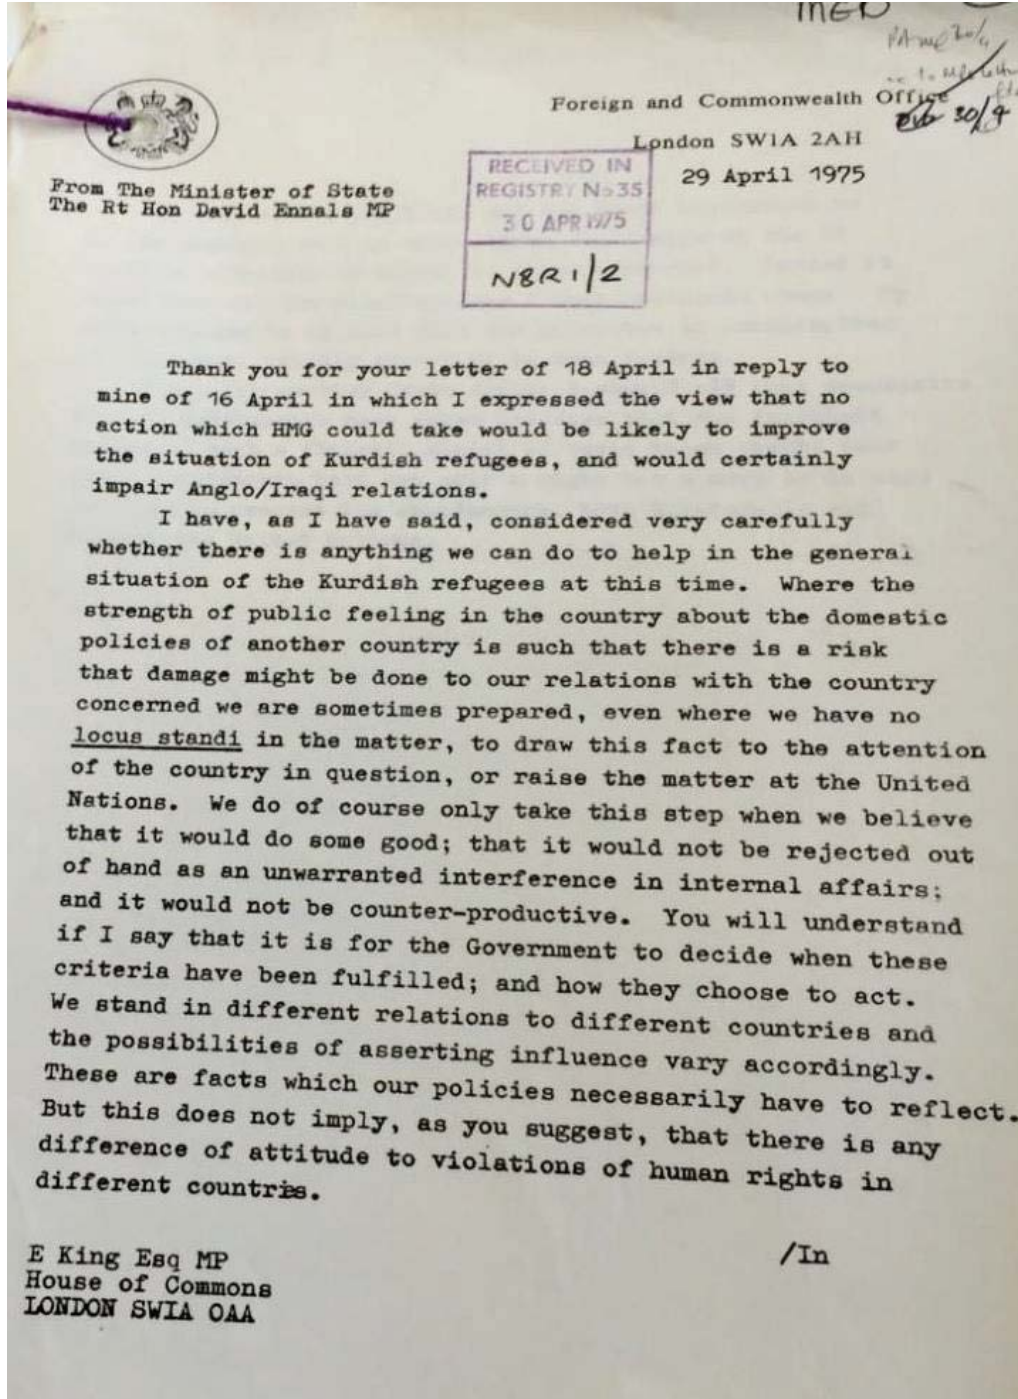 MED
Foreign and Commonwealth Office
30/9
London SW1A 2AH
29 April 1975
From The Minister of State
The Rt Hon David Ennals MP
RECEIVED IN
REGISTRY No 35
30 APR 1975
NBR 1/2
Thank you for your letter of 18 April in reply to
mine of 16 April in which I expressed the view that no
action which HMG could take would be likely to improve
the situation of Kurdish refugees, and would certainly
impair Anglo/Iraqi relations.
I have, as I have said, considered very carefully
whether there is anything we can do to help in the general
situation of the Kurdish refugees at this time. Where the
strength of public feeling in the country about the domestic
policies of another country is such that there is a risk
that damage might be done to our relations with the country
concerned we are sometimes prepared, even where we have no
locus standi in the matter, to draw this fact to the attention
of the country in question, or raise the matter at the United
Nations. We do of course only take this step when we believe
that it would do some good; that it would not be rejected out
of hand as an unwarranted interference in internal affairs;
and it would not be counter-productive. You will understand
if I say that it is for the Government to decide when these
criteria have been fulfilled; and how they choose to act.
We stand in different relations to different countries and
the possibilities of asserting influence vary accordingly.
These are facts which our policies necessarily have to reflect.
But this does not imply, as you suggest, that there is any
difference of attitude to violations of human rights in
different countries.
/In
E King Esq MP
House of Commons
LONDON SWIA OAA